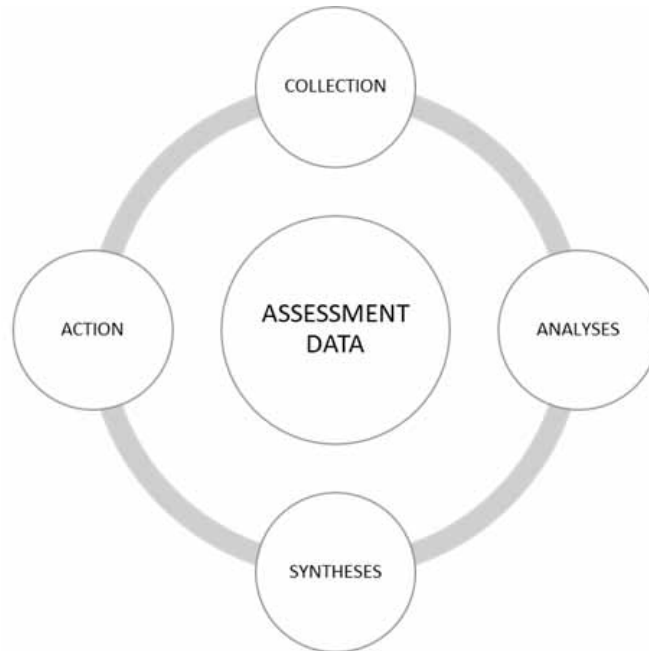 COLLECTION
ACTION
ASSESSMENT
DATA
ANALYSES
SYNTHESES